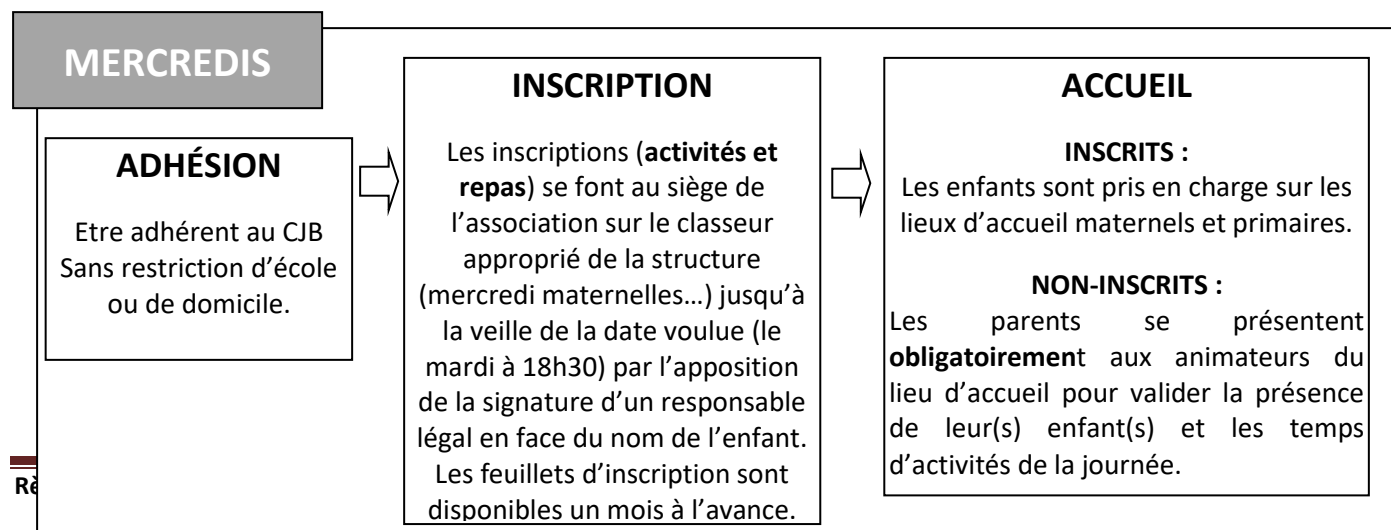 MERCREDIS
ADHÉSION
Etre adhérent au CJB
Sans restriction d’école
ou de domicile.
INSCRIPTION
Les inscriptions (activités et
repas) se font au siège de
l’association sur le classeur
approprié de la structure
(mercredi maternelles…) jusqu’à
la veille de la date voulue (le
mardi à 18h30) par l’apposition
de la signature d’un responsable
légal en face du nom de l’enfant.
Les feuillets d’inscription sont
disponibles un mois à l’avance.
ACCUEIL
INSCRITS :
Les enfants sont pris en charge sur les
lieux d’accueil maternels et primaires.
NON-INSCRITS :
Les parents se présentent
obligatoirement aux animateurs du
lieu d’accueil pour valider la présence
de leur(s) enfant(s) et les temps
d’activités de la journée.